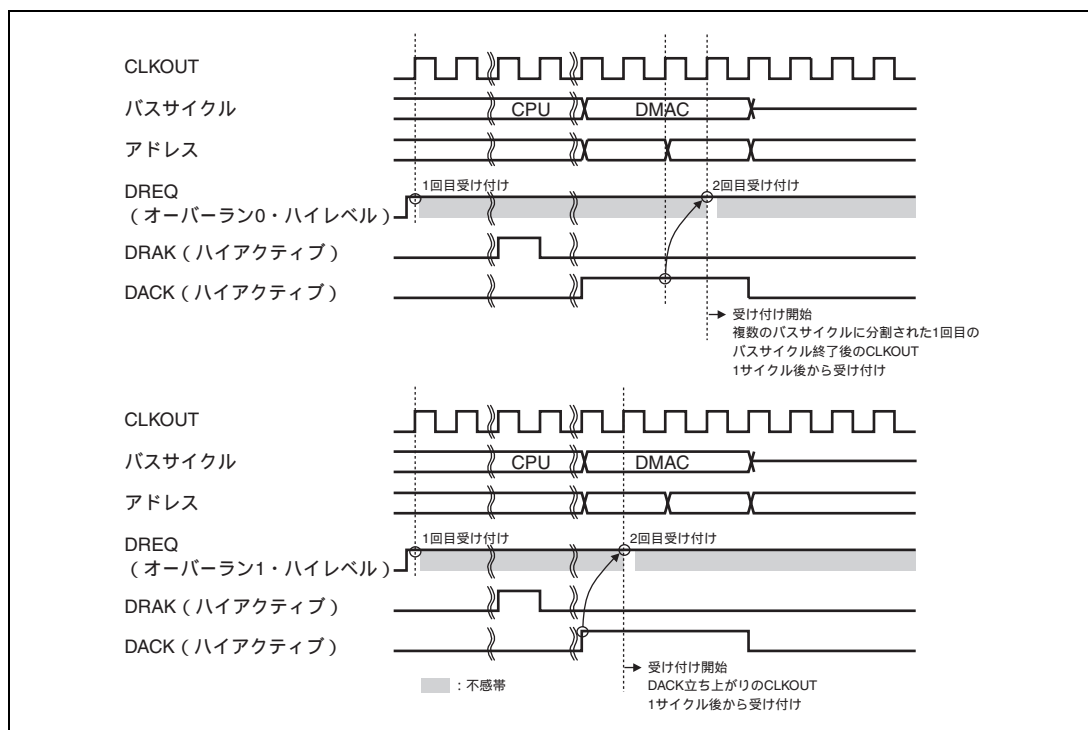 CLKOUT
バスサイクル
CPU
DMAC
アドレス
DREQ
1回目受け付け
2回目受け付け
(オーバーラン0・ハイレベル)
DRAK(ハイアクティブ)
DACK(ハイアクティブ)
受け付け開始
複数のバスサイクルに分割された1回目の
バスサイクル終了後のCLKOUT
1サイクル後から受け付け
CLKOUT
バスサイクル
CPU
DMAC
アドレス
DREQ
1回目受け付け
2回目受け付け
(オーバーラン1・ハイレベル)
DRAK(ハイアクティブ)
DACK(ハイアクティブ)
:不感帯
受け付け開始
DACK立ち上がりのCLKOUT
1サイクル後から受け付け